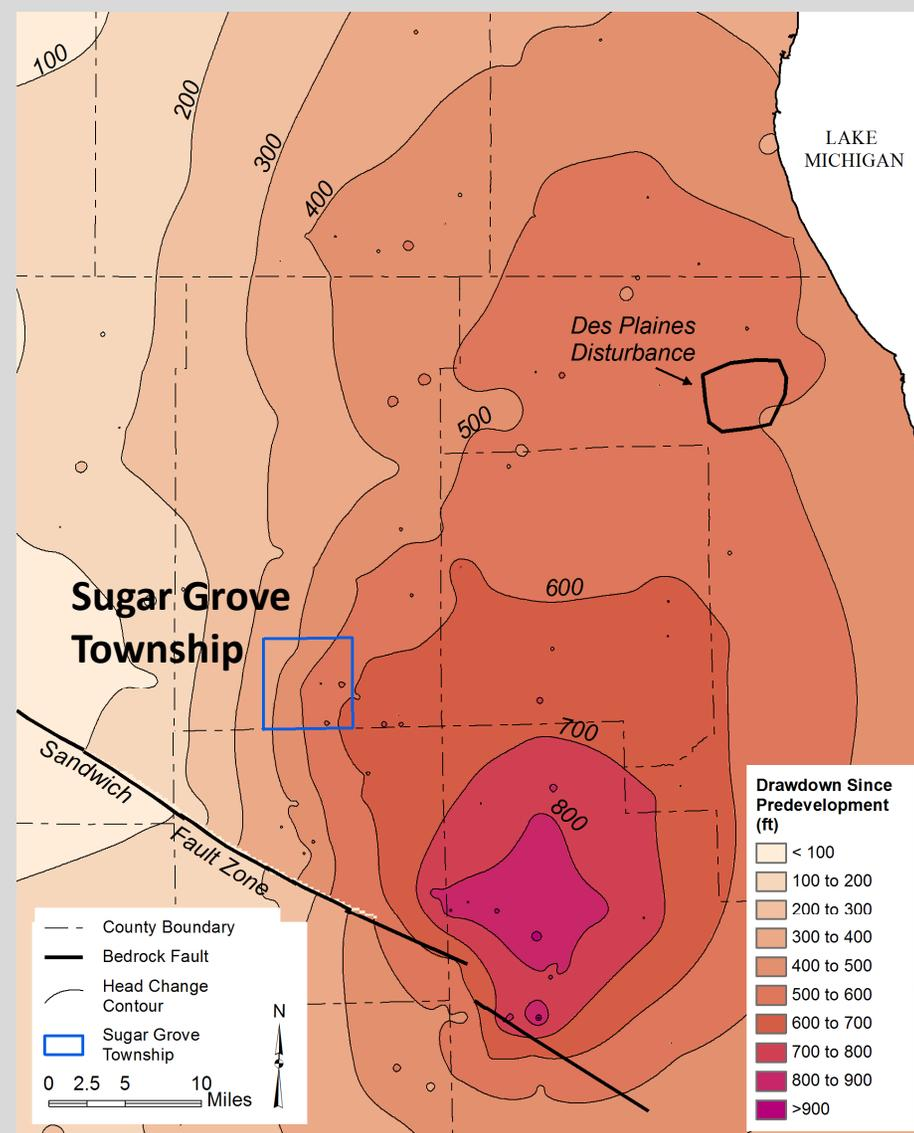 100
200
300
400
LAKE
MICHIGAN
Des Plaines
Disturbance
500
Sugar Grove
Township
600
700
800
Sandwich
Fault Zone
County Boundary
Bedrock Fault
Head Change
Contour
Sugar Grove
Township
N
0 2.5 5 10
Miles
Drawdown Since
Predevelopment
(ft)
< 100
100 to 200
200 to 300
300 to 400
400 to 500
500 to 600
600 to 700
700 to 800
800 to 900
>900